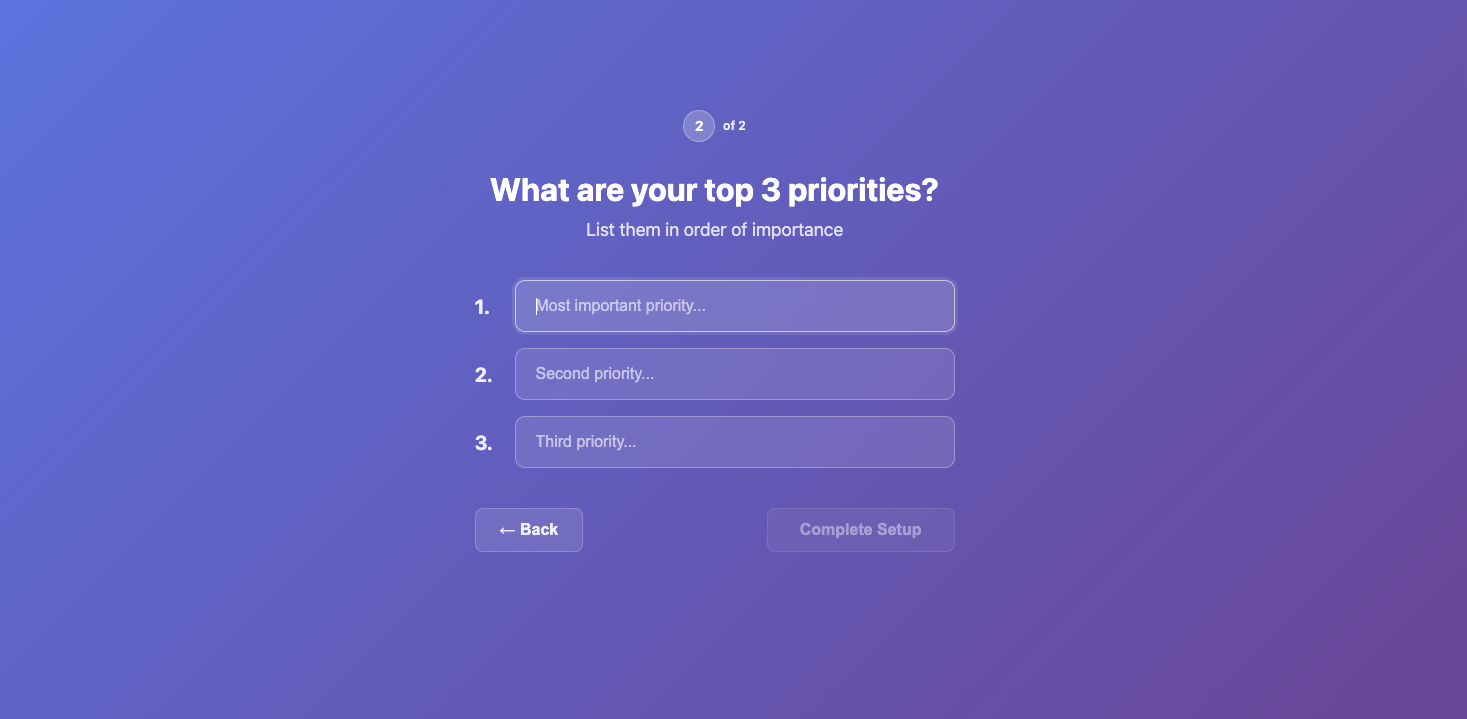 2 of 2
What are your top 3 priorities?
List them in order of importance
1. Most important priority...
2. Second priority...
3. Third priority...
← Back
Complete Setup